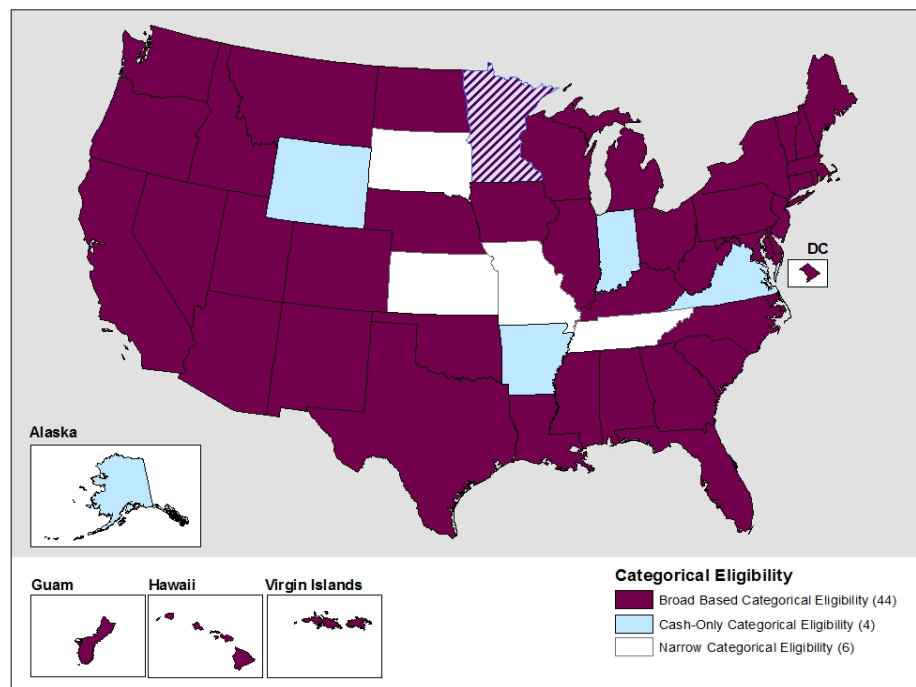 DC
Alaska
Guam
Hawaii
Virgin Islands
Categorical Eligibility
Broad Based Categorical Eligibility (44)
Cash-Only Categorical Eligibility (4)
Narrow Categorical Eligibility (6)